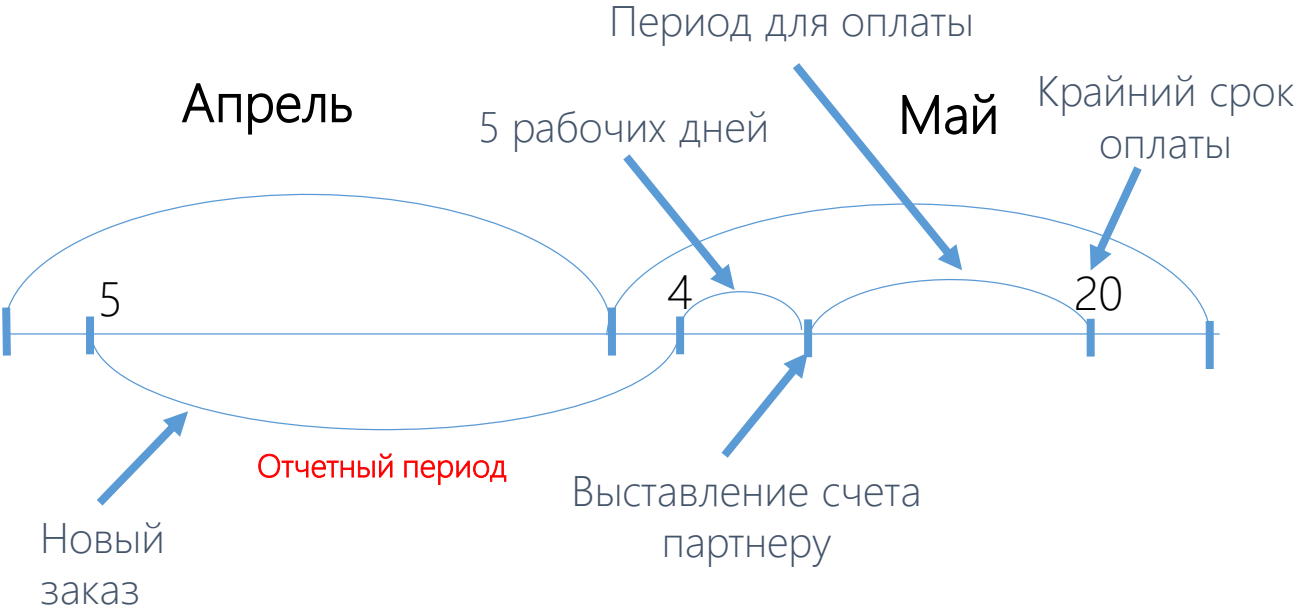 Период для оплаты
Апрель
5 рабочих дней
Май
Крайний срок
оплаты
5
4
20
Отчетный период
Новый
заказ
Выставление счета
партнеру